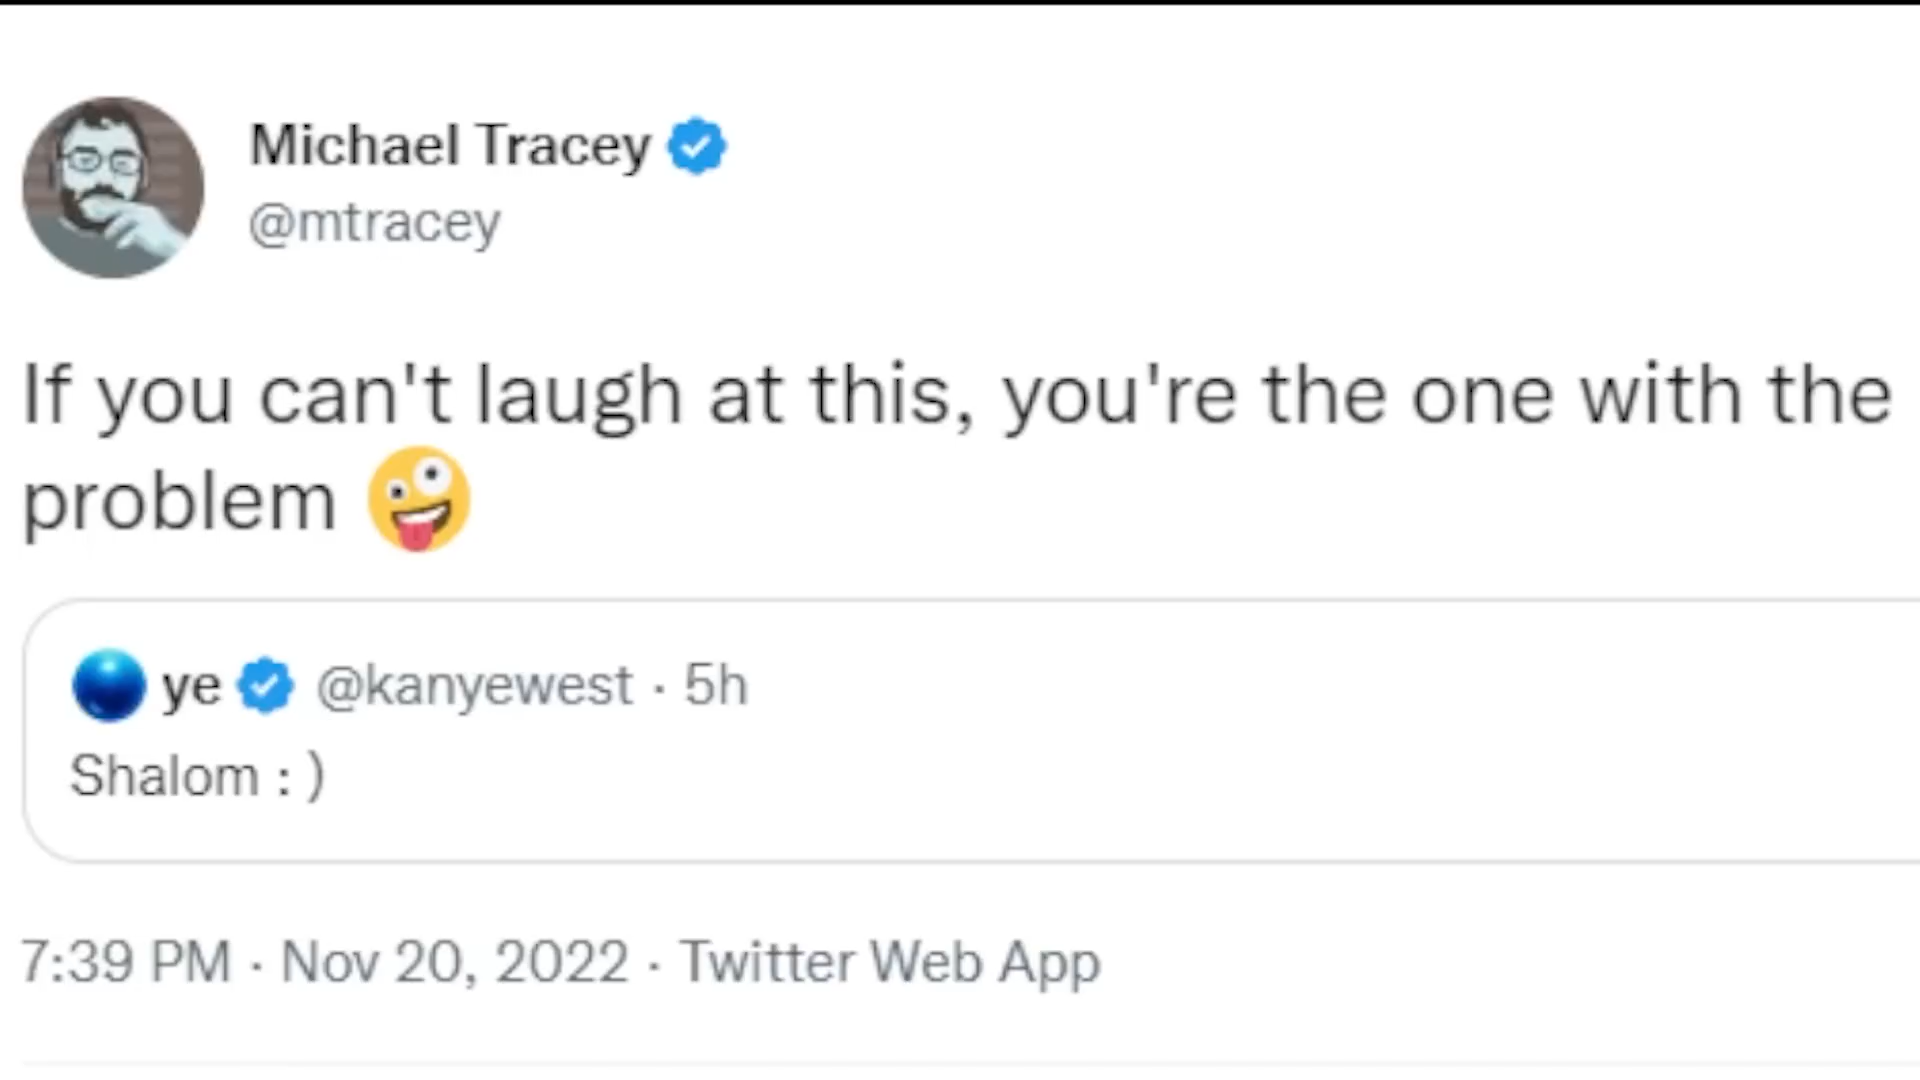 Michael Tracey
@mtracey
If you can't laugh at this, you're the one with the
problem 🤪
ye @kanyewest · 5h
Shalom : )
7:39 PM · Nov 20, 2022 · Twitter Web App